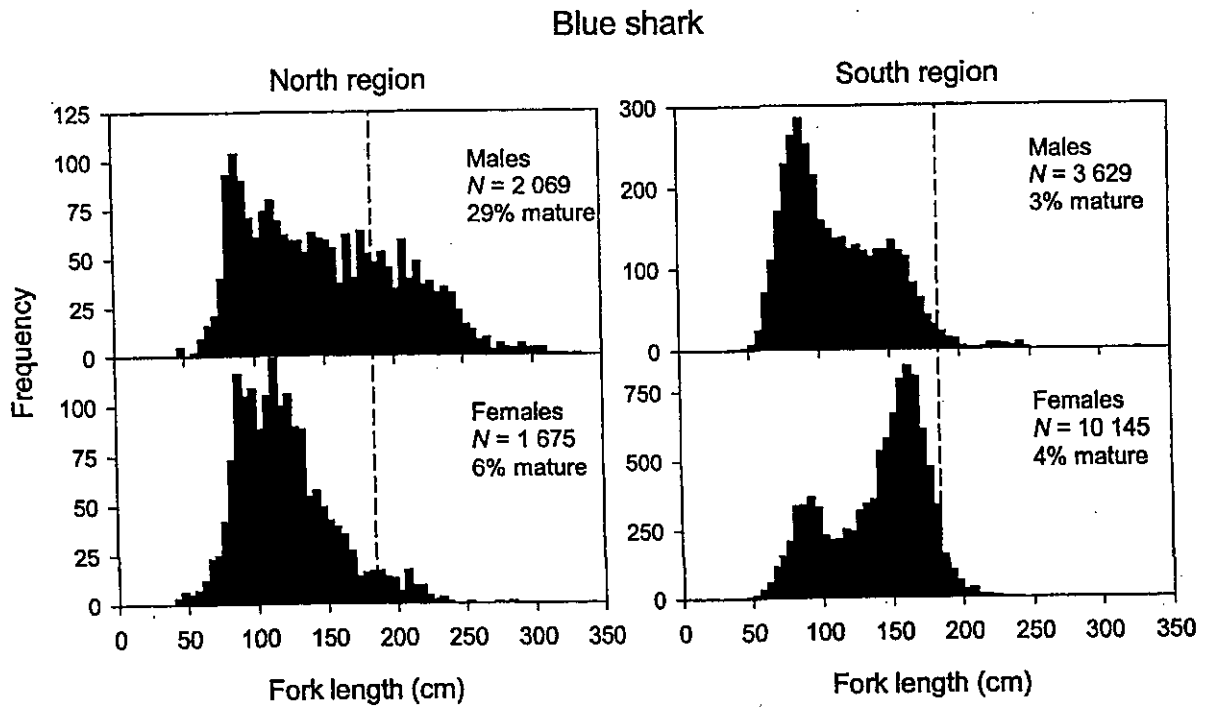 Blue shark
North region
South region
Frequency
125
100
75
50
25
0
Males
N = 2 069
29% mature
300
200
100
0
Males
N = 3 629
3% mature
100
75
50
25
0
Females
N = 1 675
6% mature
750
500
250
0
Females
N = 10 145
4% mature
0 50 100 150 200 250 300 350
0 50 100 150 200 250 300 350
Fork length (cm)
Fork length (cm)